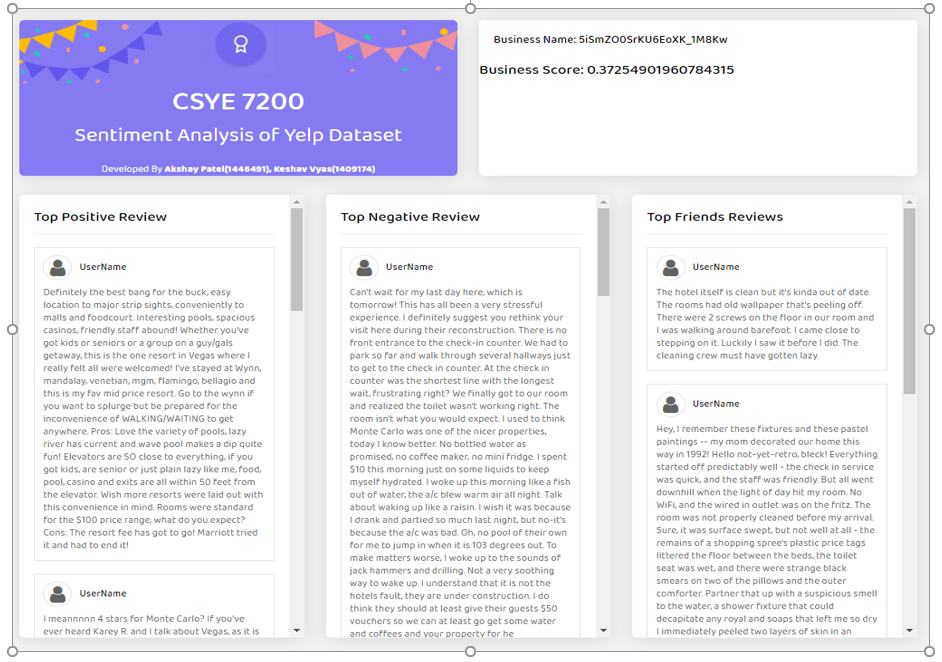 CSYE 7200
Sentiment Analysis of Yelp Dataset
Developed By Akshay Patel(1446491), Keshav Vyas(1409174)
Business Name: 5iSmZO0SrKU6EoXK_1M8Kw
Business Score: 0.37254901960784315
Top Positive Review
UserName
Definitely the best bang for the buck, easy
location to major strip sights, conveniently to
malls and foodcourt. Interesting pools, spacious
casinos, friendly staff abound! Whether you've
got kids or seniors or a group on a guy/gals
getaway, this is the one resort in Vegas where I
really felt all were welcomed! I've stayed at Wynn,
mandalay, venetian, mgm, flamingo, bellagio and
this is my fav mid price resort. Go to the wynn if
you want to splurge but be prepared for the
inconvenience of WALKING/WAITING to get
anywhere. Pros: Love the variety of pools, lazy
river has current and wave pool makes a dip quite
fun! Elevators are SO close to everything, if you
got kids, are senior or just plain lazy like me, food,
pool, casino and exits are all within 50 feet from
the elevator. Wish more resorts were laid out with
this convenience in mind. Rooms were standard
for the $100 price range, what do you expect?
Cons: The resort fee has got to go! Marriott tried
it and had to end it!
UserName
I meannnnn 4 stars for Monte Carlo? If you've
ever heard Karey R. and I talk about Vegas, as it is
Top Negative Review
UserName
Can't wait for my last day here, which is
tomorrow! This has all been a very stressful
experience. I definitely suggest you rethink your
visit here during their reconstruction. There is no
front entrance to the check-in counter. We had to
park so far and walk through several hallways just
to get to the check in counter. At the check in
counter was the shortest line with the longest
wait, frustrating right? We finally got to our room
and realized the toilet wasn't working right. The
room isn't what you would expect. I used to think
Monte Carlo was one of the nicer properties,
today I know better. No bottled water as
promised, no coffee maker, no mini fridge. I spent
$10 this morning just on some liquids to keep
myself hydrated. I woke up this morning like a fish
out of water, the a/c blew warm air all night. Talk
about waking up like a raisin. I wish it was because
I drank and partied so much last night, but no-it's
because the a/c was bad. Oh, no pool of their own
for me to jump in when it is 103 degrees out. To
make matters worse, I woke up to the sounds of
jack hammers and drilling. Not a very soothing
way to wake up. I understand that it is not the
hotels fault, they are under construction. I do
think they should at least give their guests $50
vouchers so we can at least go get some water
and coffees and your property for he
Top Friends Reviews
UserName
The hotel itself is clean but it's kinda out of date.
The rooms had old wallpaper that's peeling off.
There were 2 screws on the floor in our room and
I was walking around barefoot. I came close to
stepping on it. Luckily I saw it before I did. The
cleaning crew must have gotten lazy.
UserName
Hey, I remember these fixtures and these pastel
paintings -- my mom decorated our home this
way in 1992! Hello not-yet-retro, bleck! Everything
started off predictably well - the check in service
was quick, and the staff was friendly. But all went
downhill when the light of day hit my room. No
WiFi, and the wired in outlet was on the fritz. The
room was not properly cleaned before my arrival.
Sure, it was surface swept, but not well at all - the
remains of a shopping spree's plastic price tags
littered the floor between the beds, the toilet
seat was wet, and there were strange black
smears on two of the pillows and the outer
comforter. Partner that up with a suspicious smell
to the water, a shower fixture that could
decapitate any royal and soaps that left me so dry
I immediately peeled two layers of skin in an